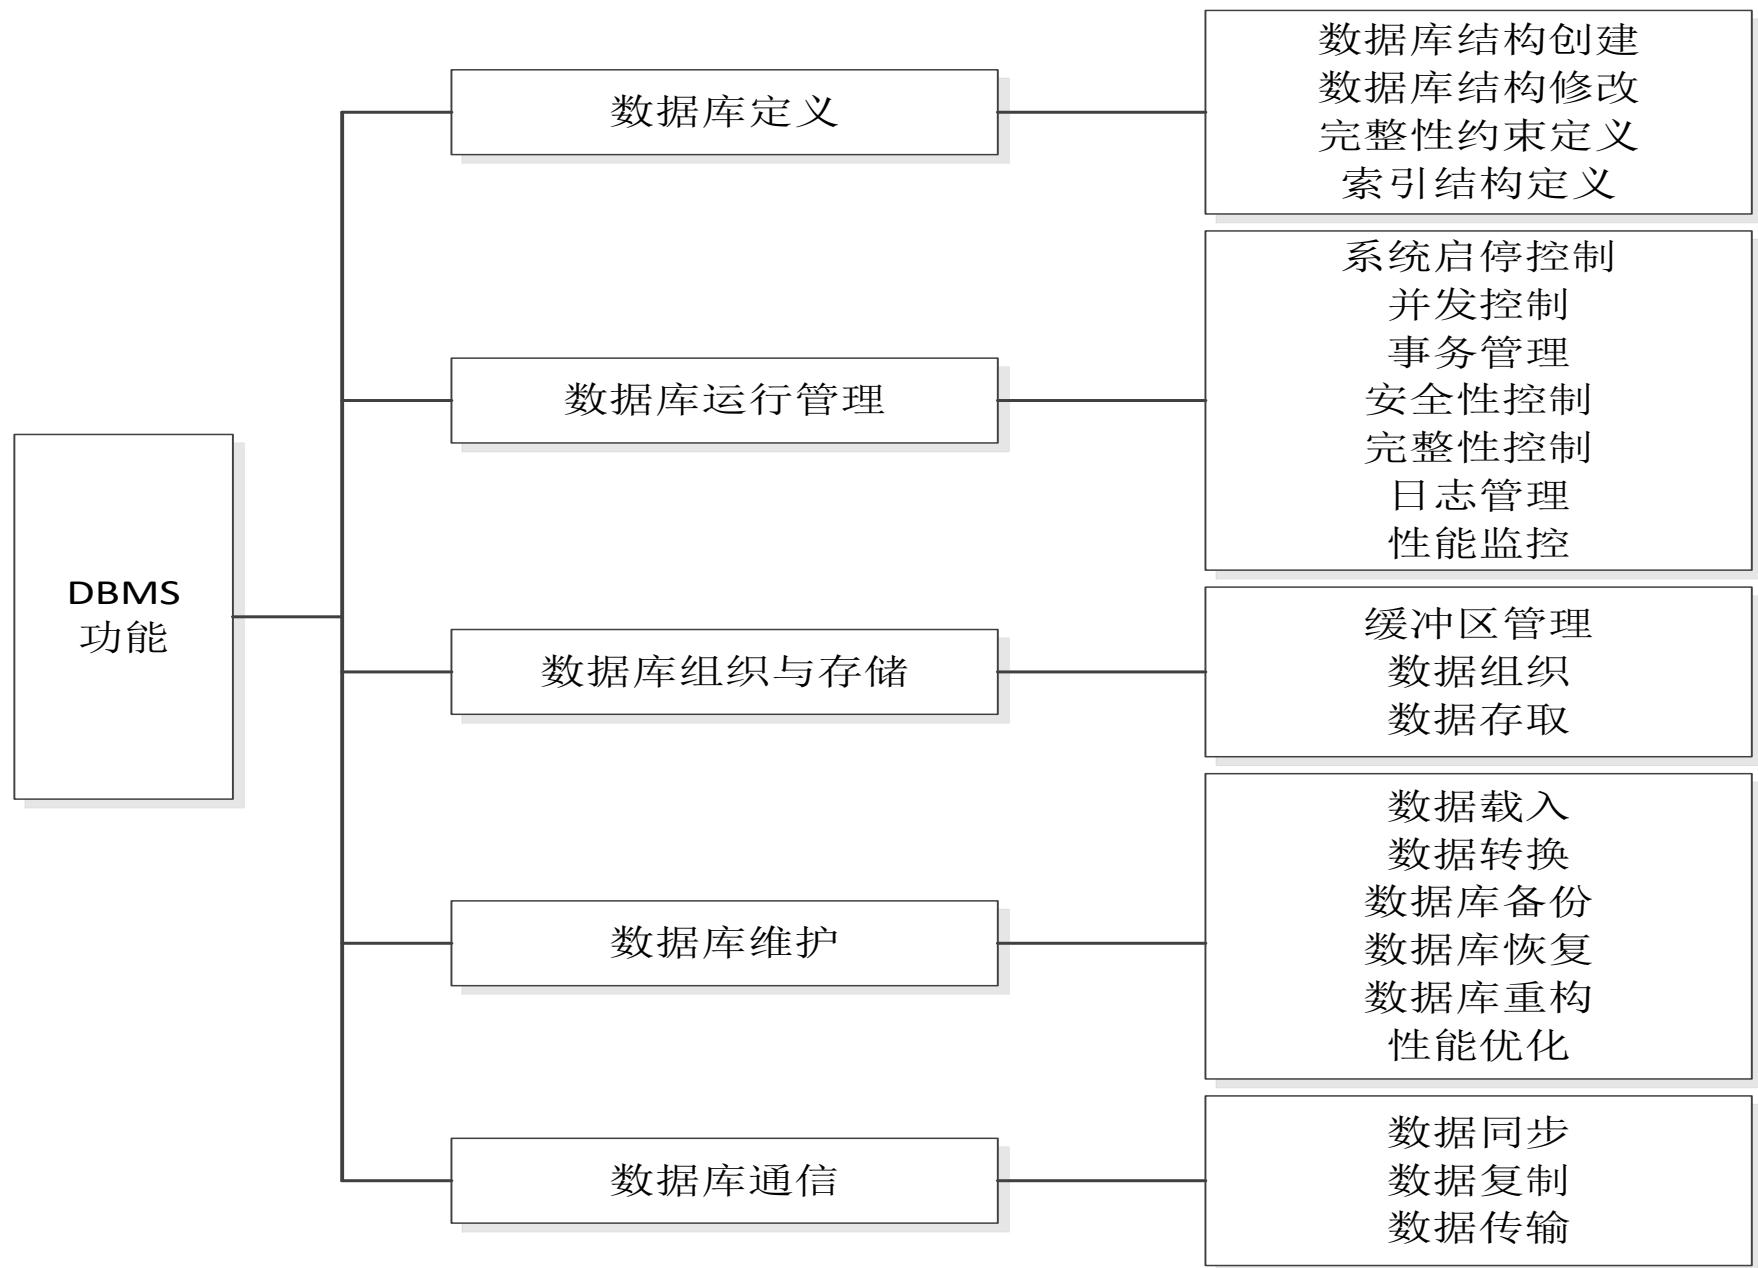 DBMS
功能
数据库定义
数据库结构创建
数据库结构修改
完整性约束定义
索引结构定义
数据库运行管理
系统启停控制
并发控制
事务管理
安全性控制
完整性控制
日志管理
性能监控
数据库组织与存储
缓冲区管理
数据组织
数据存取
数据库维护
数据载入
数据转换
数据库备份
数据库恢复
数据库重构
性能优化
数据库通信
数据同步
数据复制
数据传输